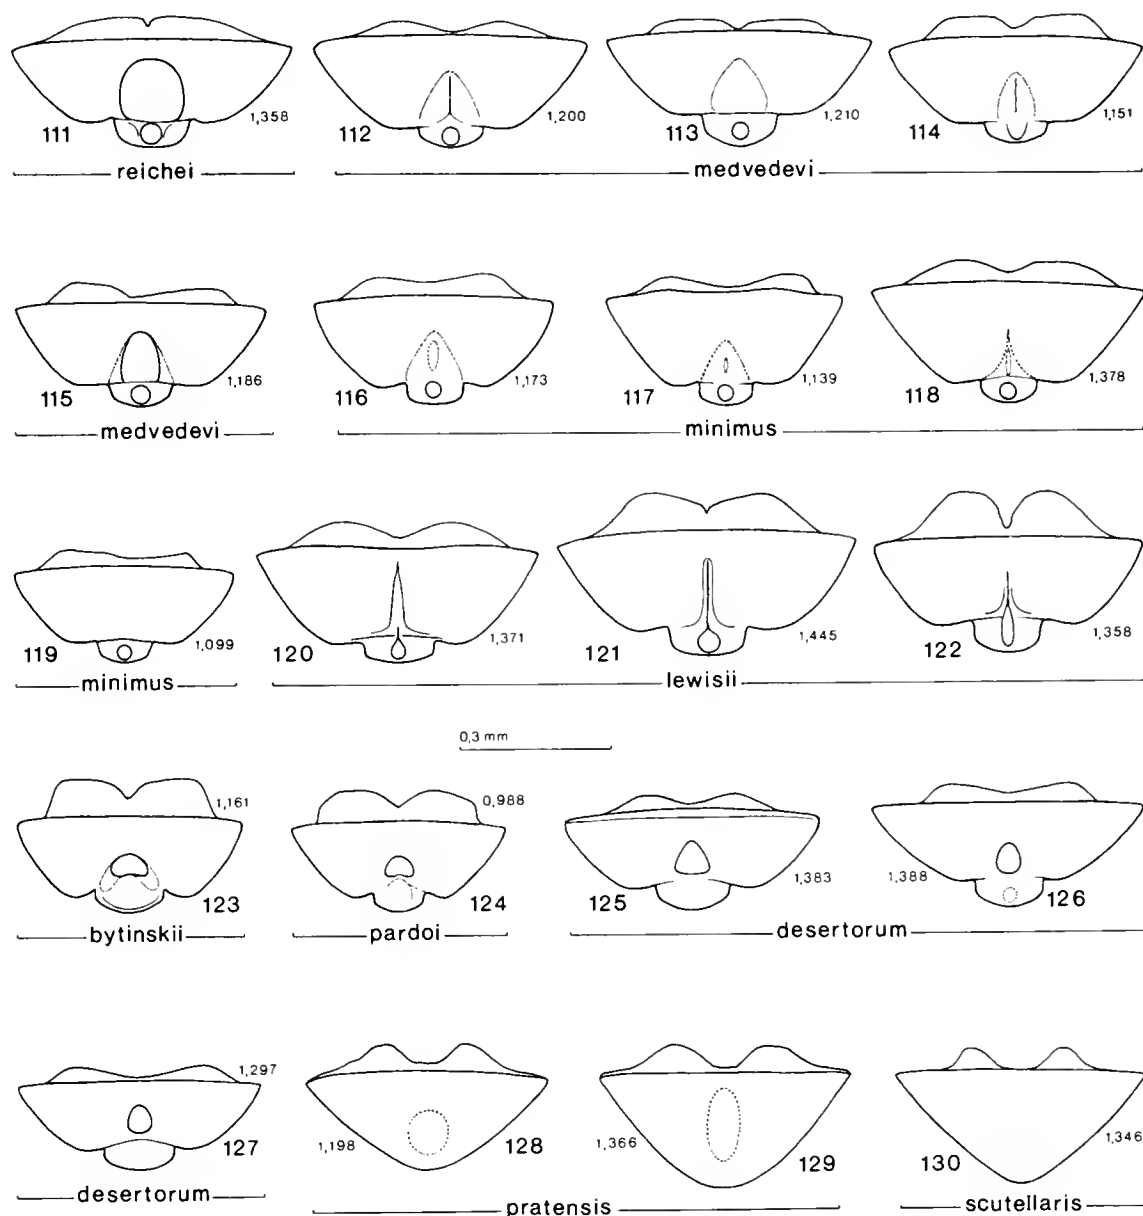 111 1,358 112 1,200 113 1,210 114 1,151
reichei medvedevi
115 1,186 116 1,173 117 1,139 118 1,378
medvedevi minimus
119 1,099 120 1,371 121 1,445 122 1,358
minimus lewisii
0,3 mm
1,161 0,988
123 124 125 1,383 1,388 126
bytinskii pardoi desertorum
1,297
127 1,198 128 1,366 129 130 1,346
desertorum pratensis scutellaris